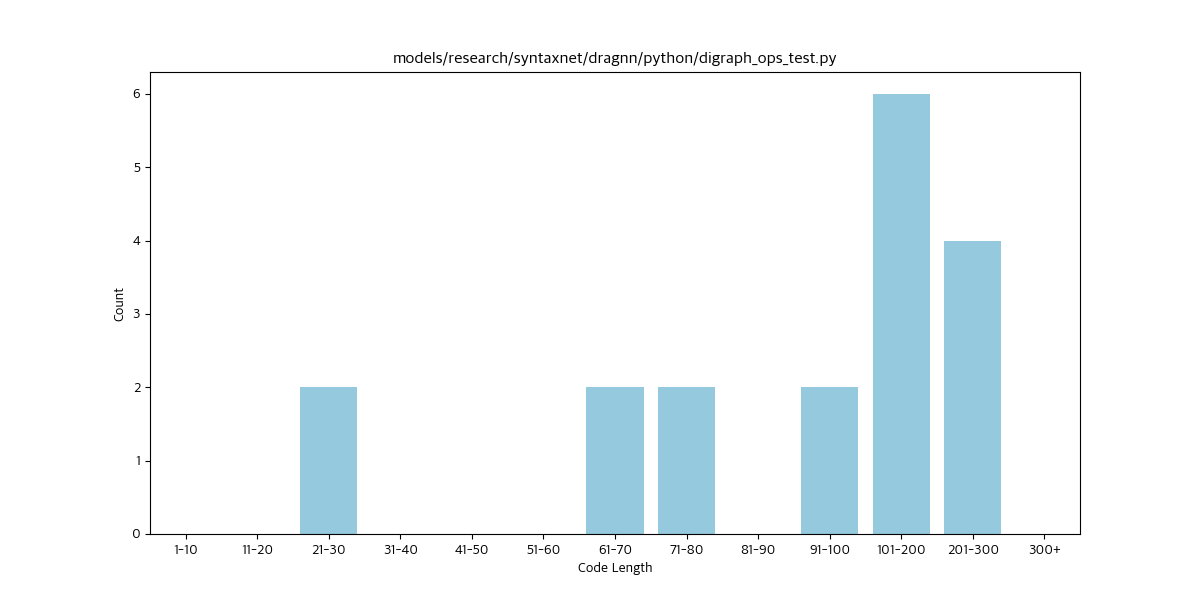 models/research/syntaxnet/dragnn/python/digraph_ops_test.py
6
5
4
3
2
1
0
Count
1-10 11-20 21-30 31-40 41-50 51-60 61-70 71-80 81-90 91-100 101-200 201-300 300+
Code Length